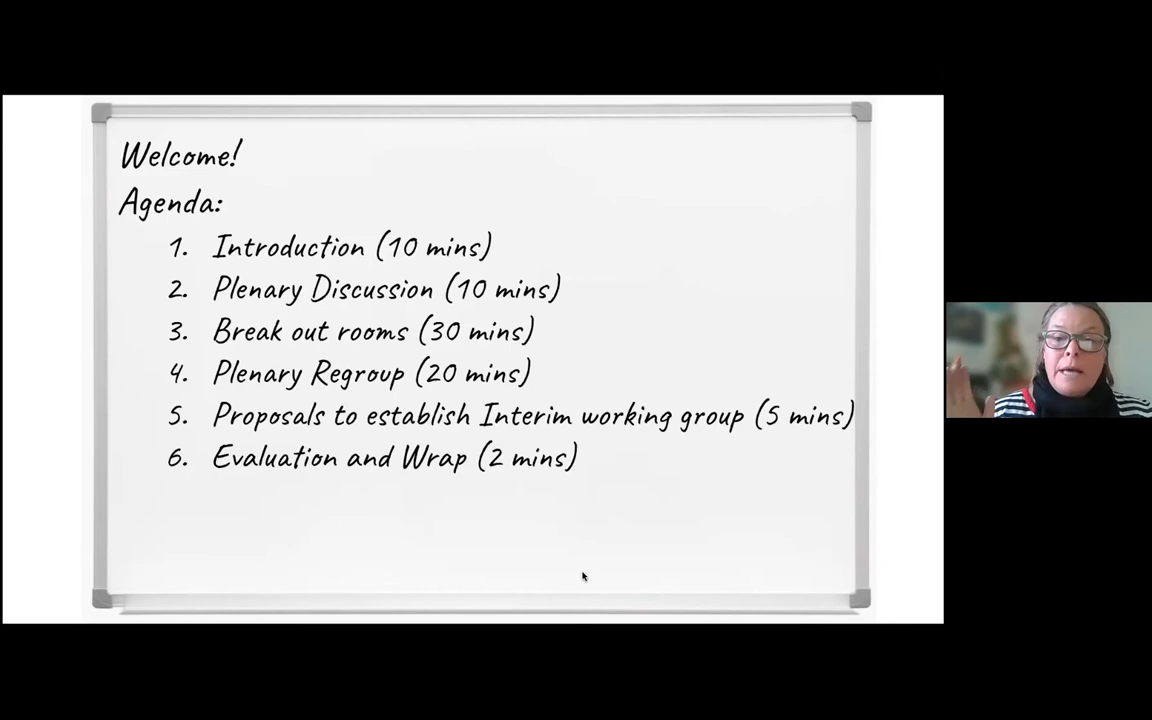 Welcome!
Agenda:
1. Introduction (10 mins)
2. Plenary Discussion (10 mins)
3. Break out rooms (30 mins)
4. Plenary Regroup (20 mins)
5. Proposals to establish Interim working group (5 mins)
6. Evaluation and Wrap (2 mins)